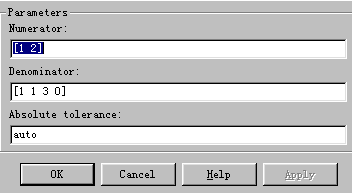 Parameters
Numerator:
[1 2]
Denominator:
[1 1 3 0]
Absolute tolerance:
auto
OK Cancel Help Apply